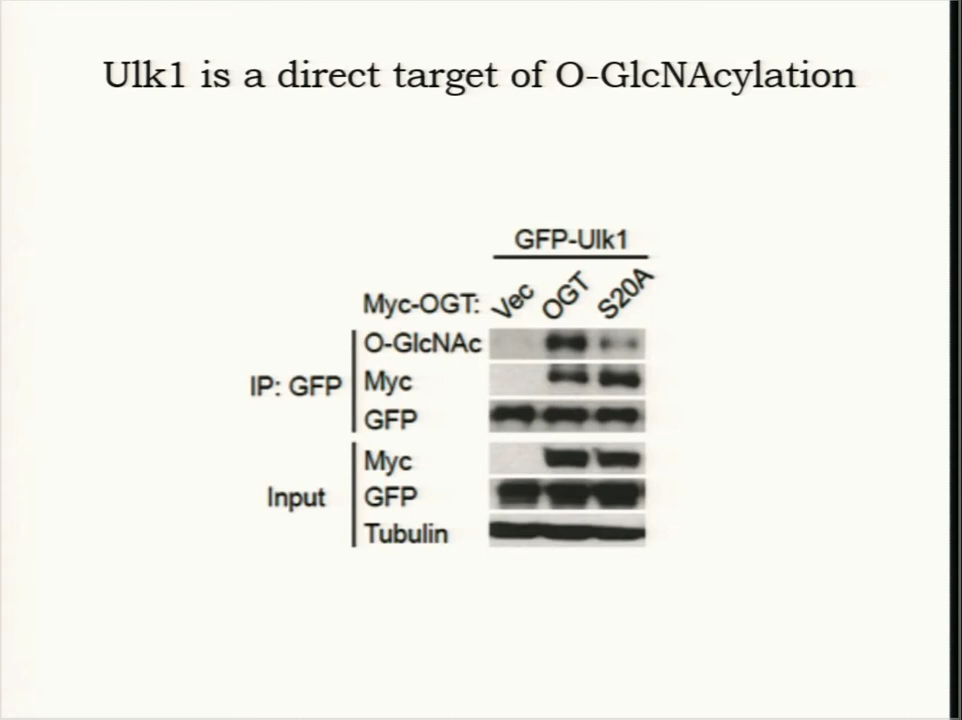 Ulk1 is a direct target of O-GlcNAcylation
GFP-Ulk1
Myc-OGT: Vec OGT S20A
IP: GFP
O-GlcNAc
Myc
GFP
Input
Myc
GFP
Tubulin